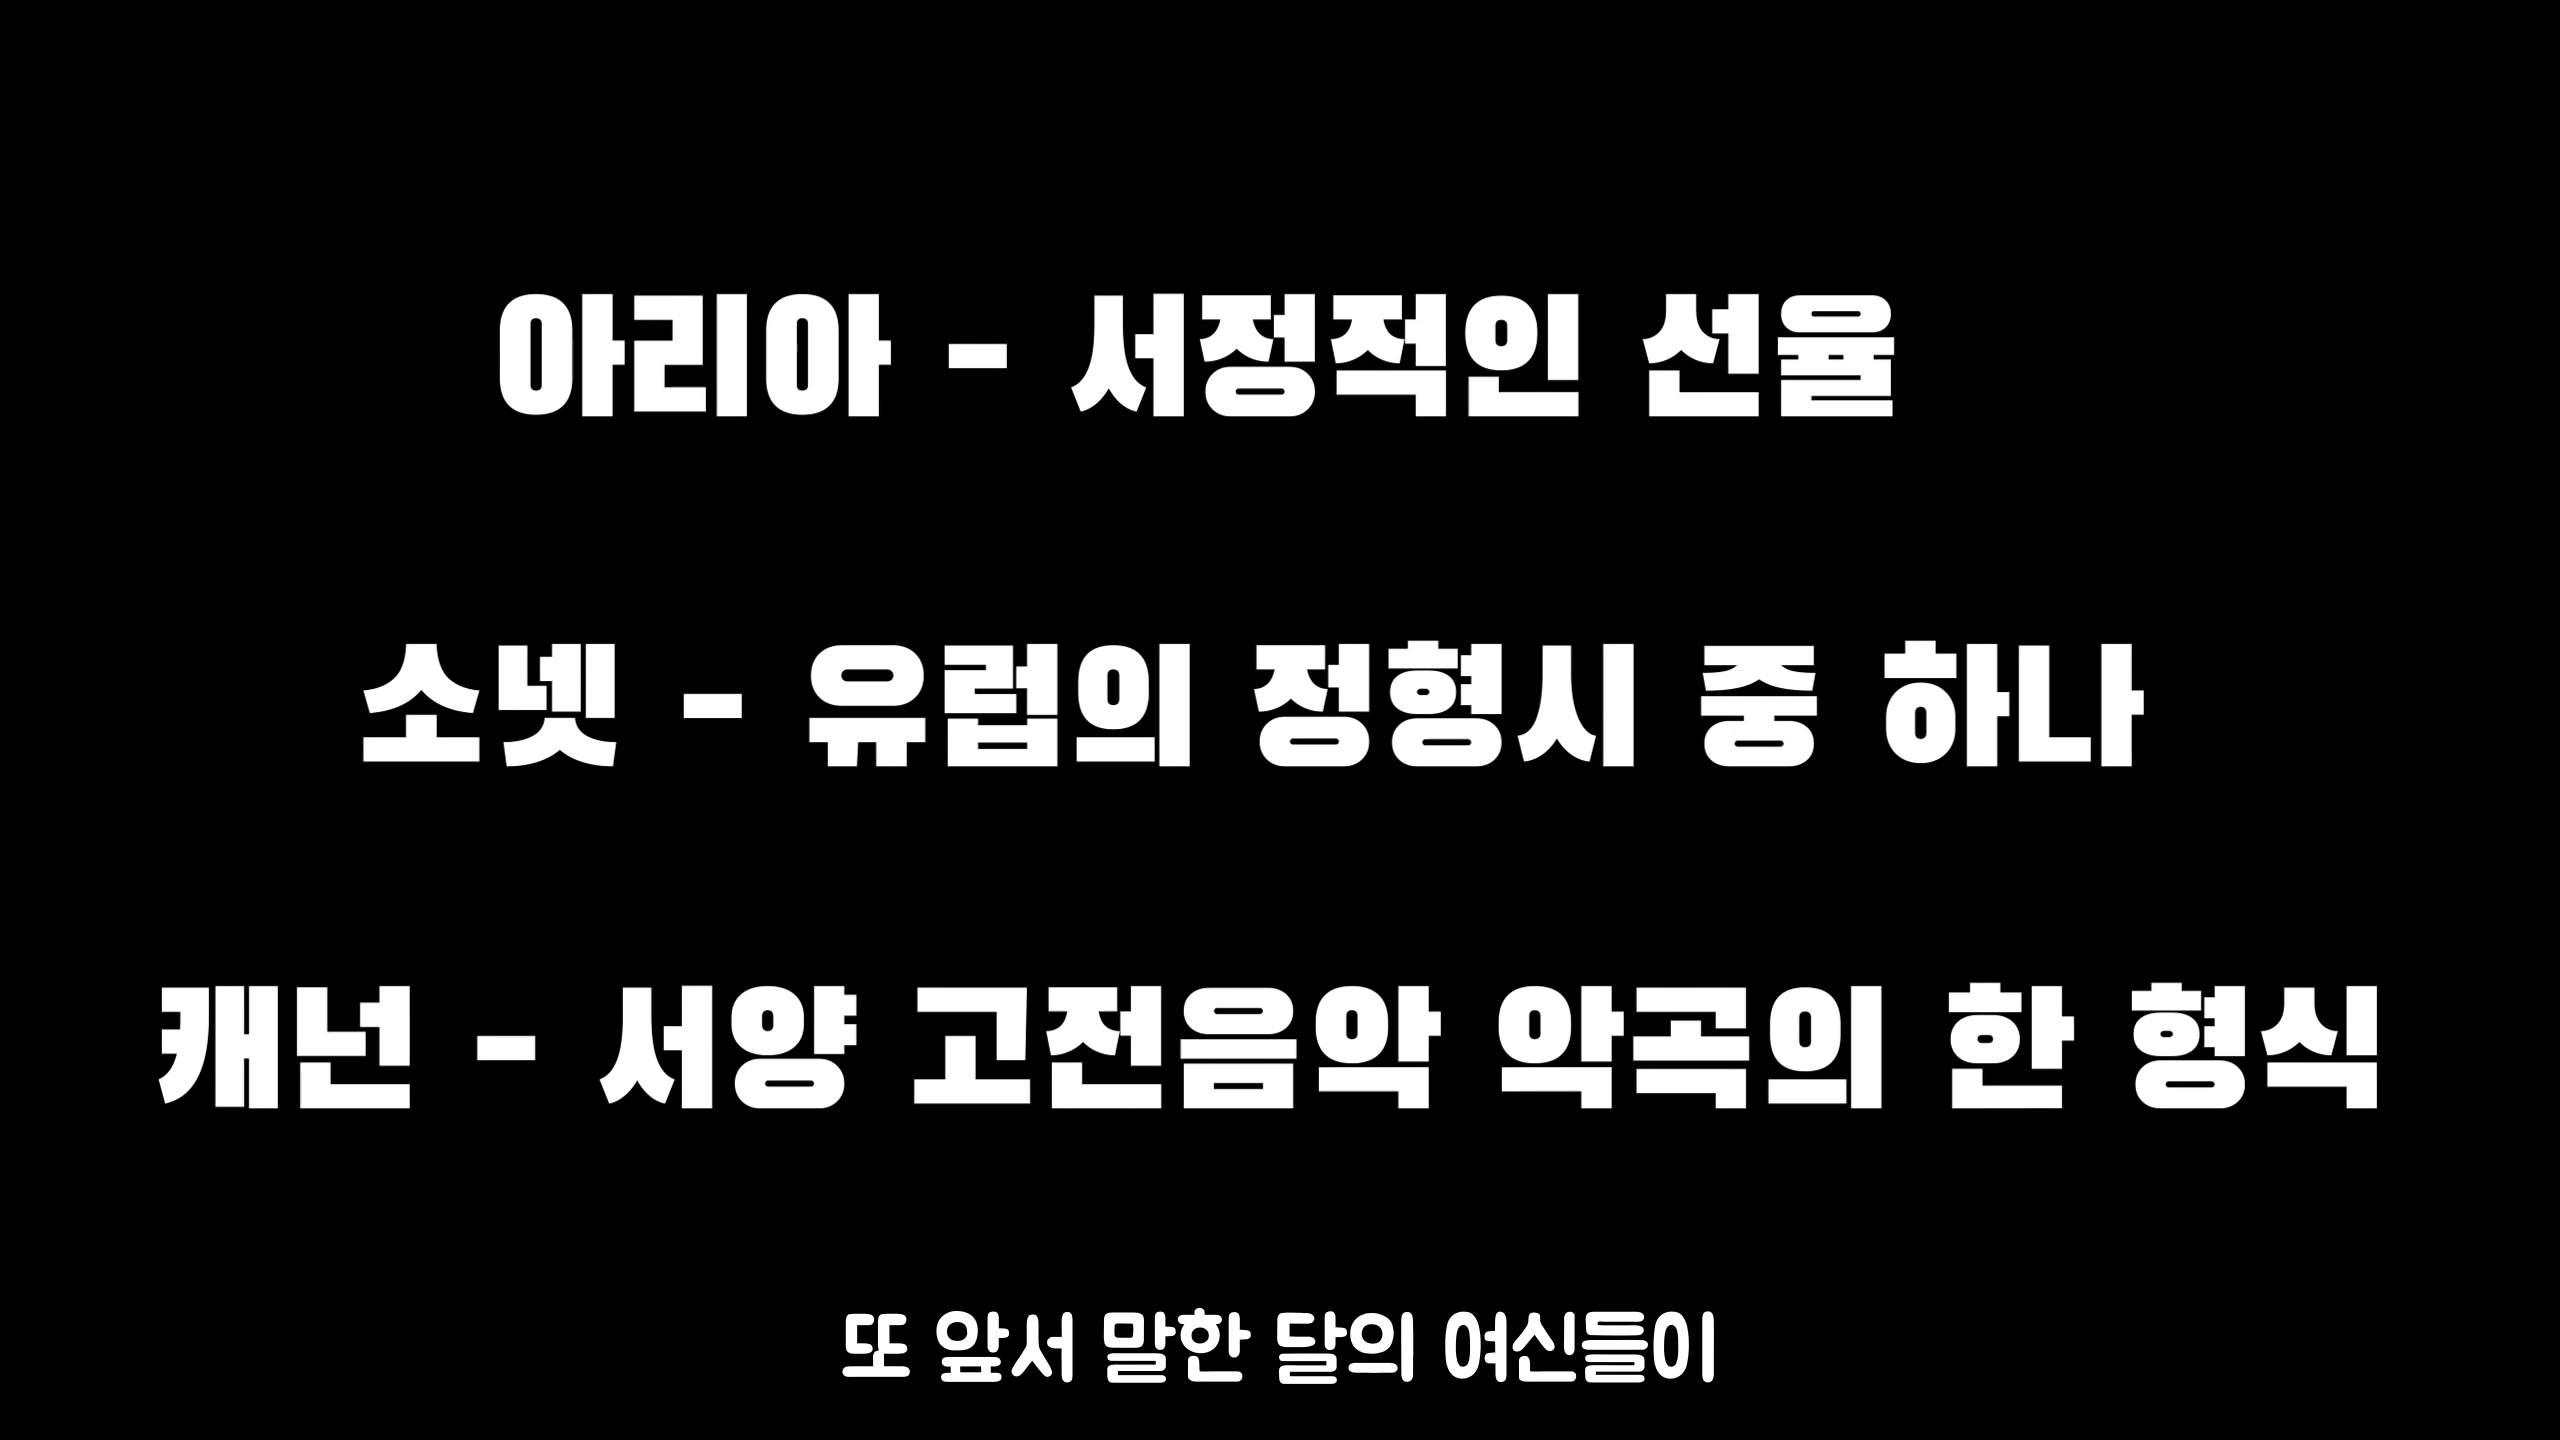 아리아 - 서정적인 선율
소넷 - 유럽의 정형시 중 하나
캐넌 - 서양 고전음악 악곡의 한 형식
또 앞서 말한 달의 여신들이